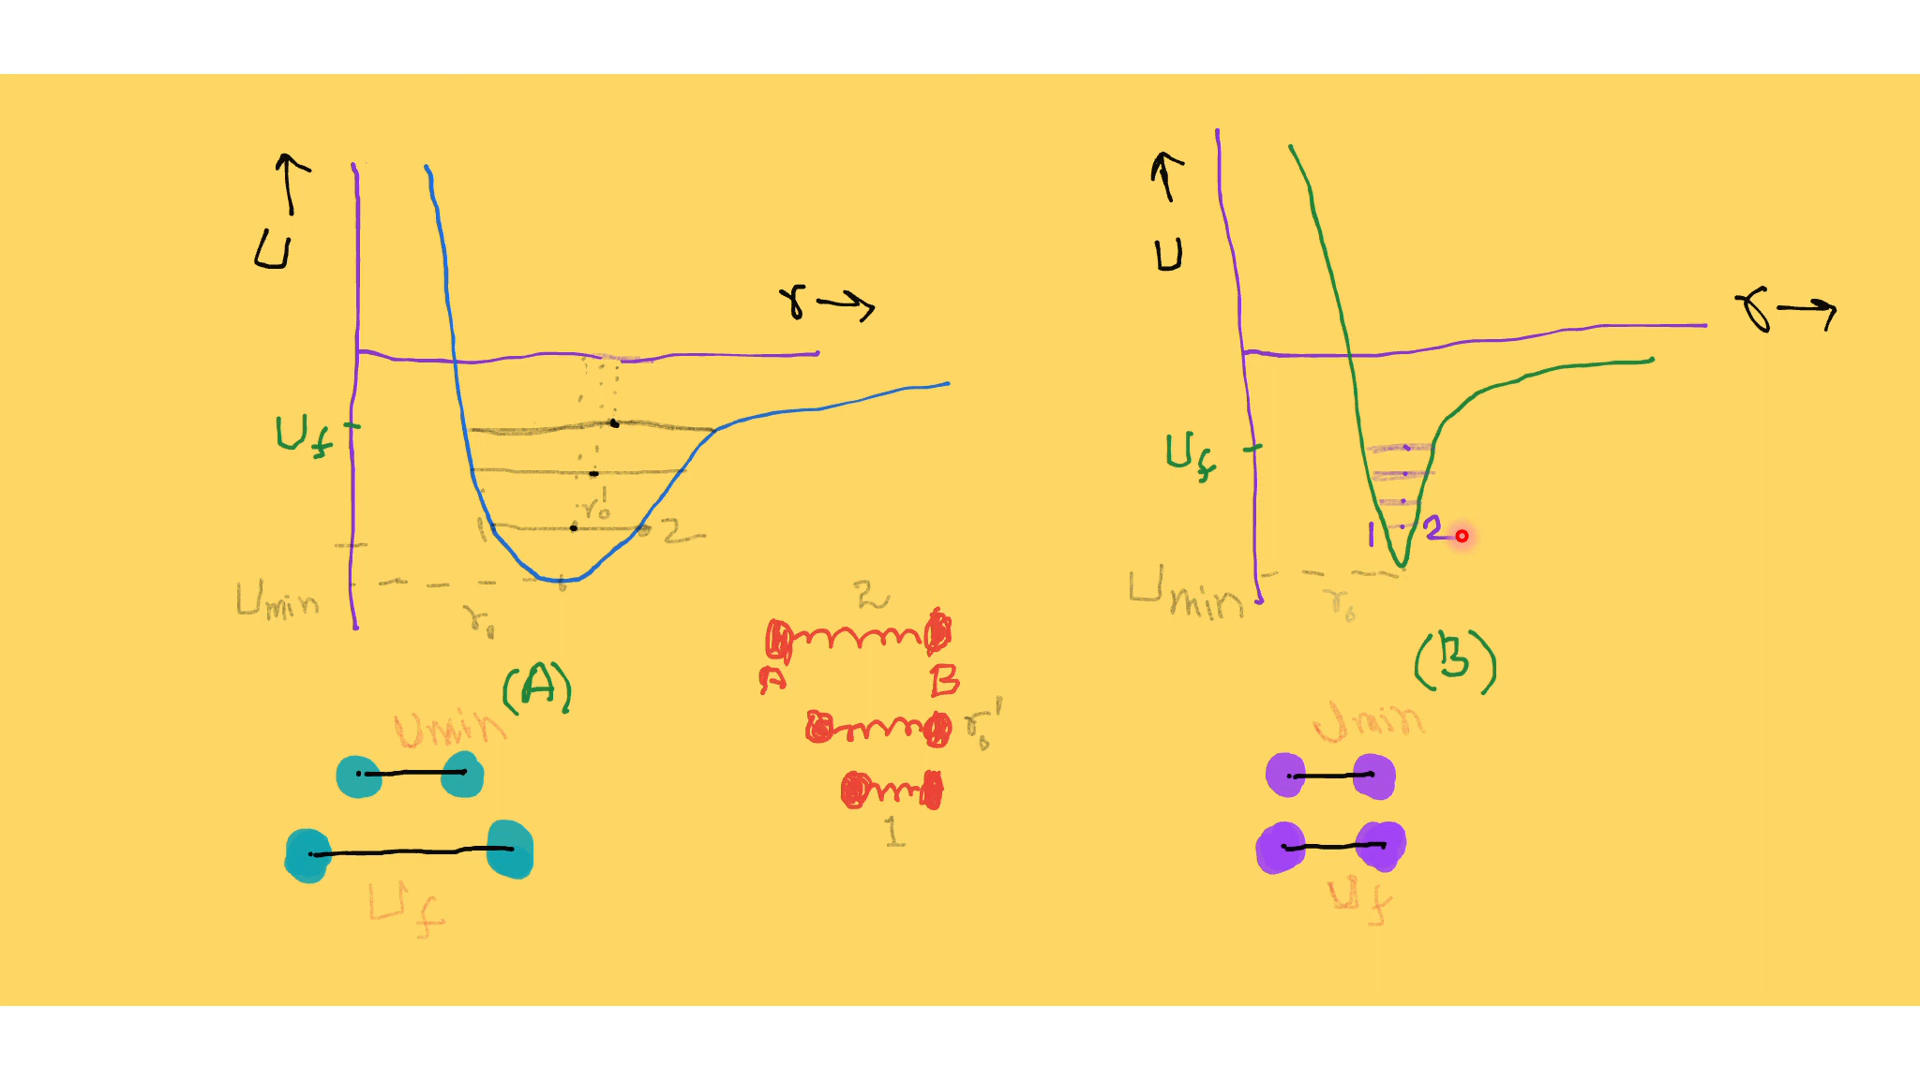 U
r →
U_f
1
2
r₀'
U_min
r₀
(A)
2
A
B
r₀'
1
U_min
U_f
U
r →
U_f
1
2
U_min
r₀
(B)
U_min
U_f